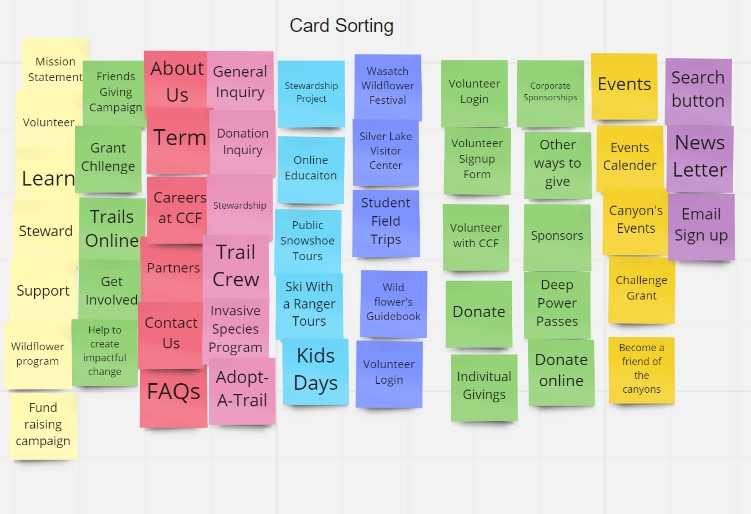 Card Sorting
Mission
Statement
Volunteer
Learn
Steward
Support
Wildflower
program
Fund
raising
campaign
Friends
Giving
Campaign
Grant
Chllenge
Trails
Online
Get
Involved
Help to
create
impactful
change
About
Us
Term
Careers
at CCF
Partners
Contact
Us
FAQs
General
Inquiry
Donation
Inquiry
Stewardship
Trail
Crew
Invasive
Species
Program
Adopt-
A-Trail
Stewardship
Project
Online
Educaiton
Public
Snowshoe
Tours
Ski With
a Ranger
Tours
Kids
Days
Wasatch
Wildflower
Festival
Silver Lake
Visitor
Center
Student
Field
Trips
Wild
flower's
Guidebook
Volunteer
Login
Volunteer
Login
Volunteer
Signup
Form
Volunteer
with CCF
Donate
Indivitual
Givings
Corporate
Sponsorships
Other
ways to
give
Sponsors
Deep
Power
Passes
Donate
online
Events
Events
Calender
Canyon's
Events
Challenge
Grant
Become a
friend of
the
canyons
Search
button
News
Letter
Email
Sign up